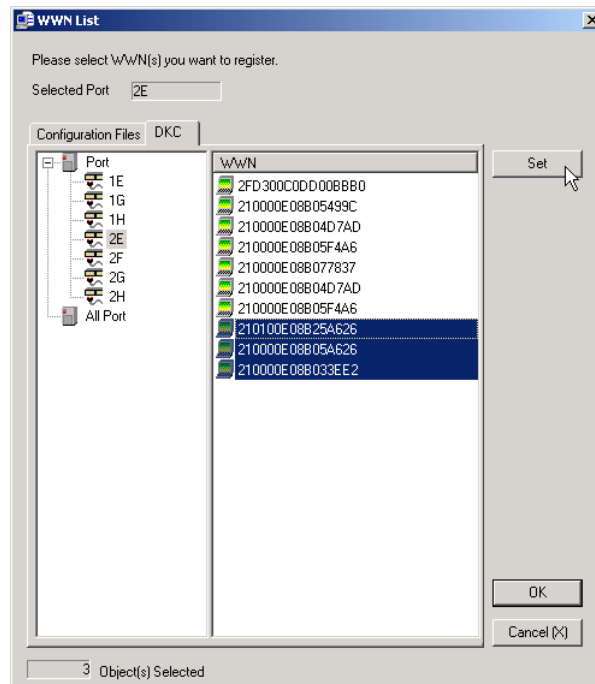 WWN List
Please select WWN(s) you want to register.
Selected Port 2E
Configuration Files DKC
Port
1E
1G
1H
2E
2F
2G
2H
All Port
WWN
2FD300C0DD00BBB0
210000E08B05499C
210000E08B04D7AD
210000E08B05F4A6
210000E08B077837
210000E08B04D7AD
210000E08B05F4A6
210100E08B25A626
210000E08B05A626
210000E08B033EE2
Set
OK
Cancel (X)
3 Object(s) Selected